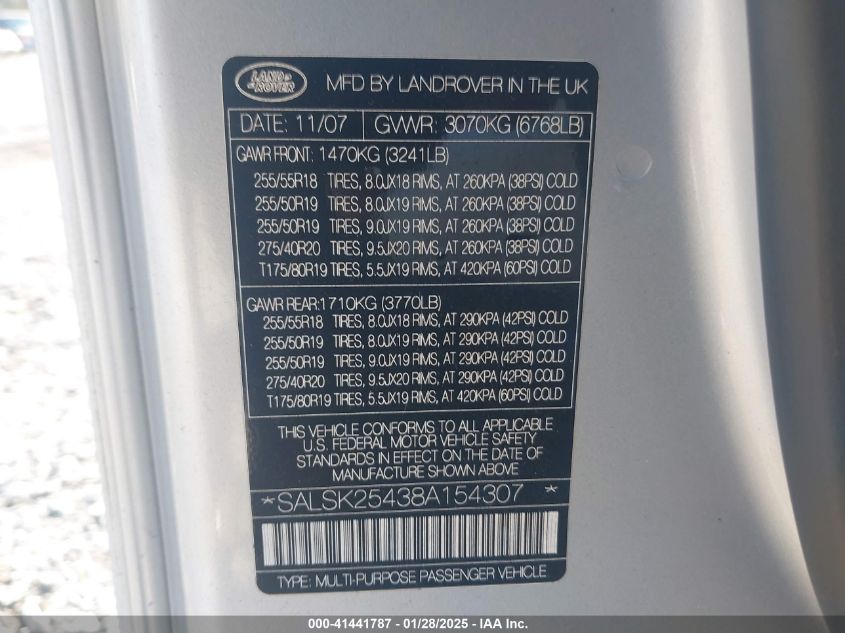 LAND ROVER MFD BY LANDROVER IN THE UK
DATE: 11/07 GVWR: 3070KG (6768LB)
GAWR FRONT: 1470KG (3241LB)
255/55R18 TIRES, 8.0JX18 RIMS, AT 260KPA (38PSI) COLD
255/50R19 TIRES, 8.0JX19 RIMS, AT 260KPA (38PSI) COLD
255/50R19 TIRES, 9.0JX19 RIMS, AT 260KPA (38PSI) COLD
275/40R20 TIRES, 9.5JX20 RIMS, AT 260KPA (38PSI) COLD
T175/80R19 TIRES, 5.5JX19 RIMS, AT 420KPA (60PSI) COLD
GAWR REAR:1710KG (3770LB)
255/55R18 TIRES, 8.0JX18 RIMS, AT 290KPA (42PSI) COLD
255/50R19 TIRES, 8.0JX19 RIMS, AT 290KPA (42PSI) COLD
255/50R19 TIRES, 9.0JX19 RIMS, AT 290KPA (42PSI) COLD
275/40R20 TIRES, 9.5JX20 RIMS, AT 290KPA (42PSI) COLD
T175/80R19 TIRES, 5.5JX19 RIMS, AT 420KPA (60PSI) COLD
THIS VEHICLE CONFORMS TO ALL APPLICABLE
U.S. FEDERAL MOTOR VEHICLE SAFETY
STANDARDS IN EFFECT ON THE DATE OF
MANUFACTURE SHOWN ABOVE
*SALSK25438A154307 *
TYPE: MULTI-PURPOSE PASSENGER VEHICLE
000-41441787 - 01/28/2025 - IAA Inc.